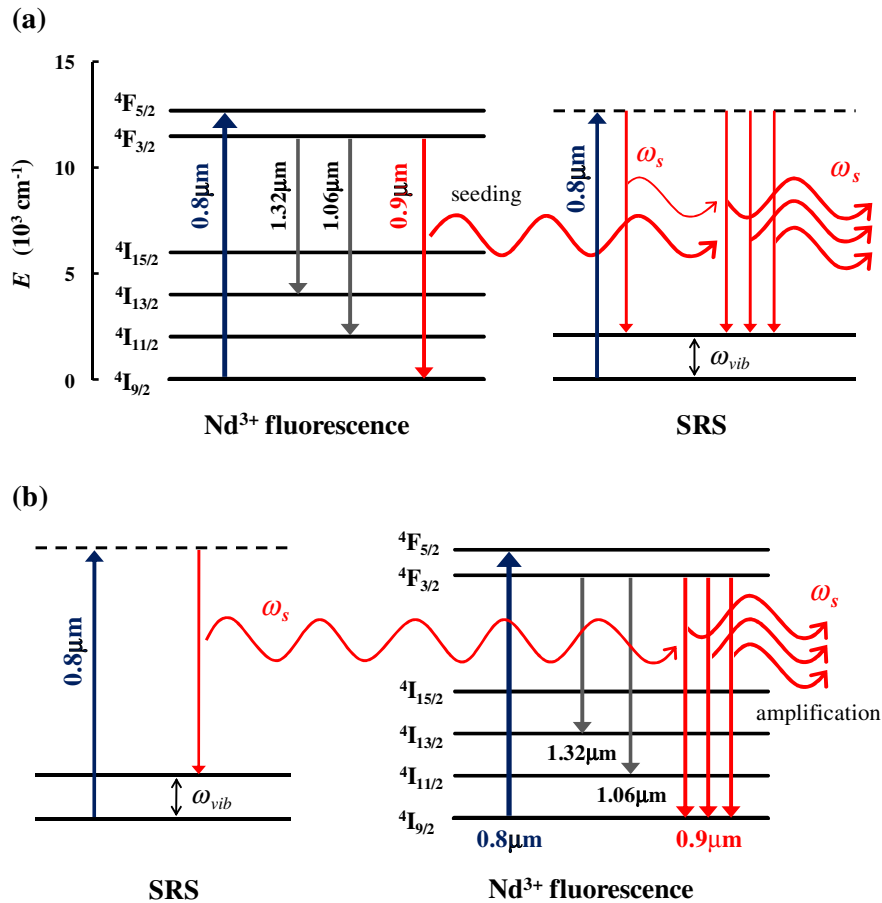 (a)
15
10
5
0
E (10³ cm⁻¹)
⁴F5/2
⁴F3/2
⁴I15/2
⁴I13/2
⁴I11/2
⁴I9/2
0.8μm
1.32μm
1.06μm
0.9μm
seeding
0.8μm
ωs
ωs
ωvib
Nd³⁺ fluorescence
SRS
(b)
0.8μm
ωs
ωvib
SRS
⁴F5/2
⁴F3/2
⁴I15/2
⁴I13/2
⁴I11/2
⁴I9/2
ωs
amplification
1.32μm
1.06μm
0.8μm
0.9μm
Nd³⁺ fluorescence